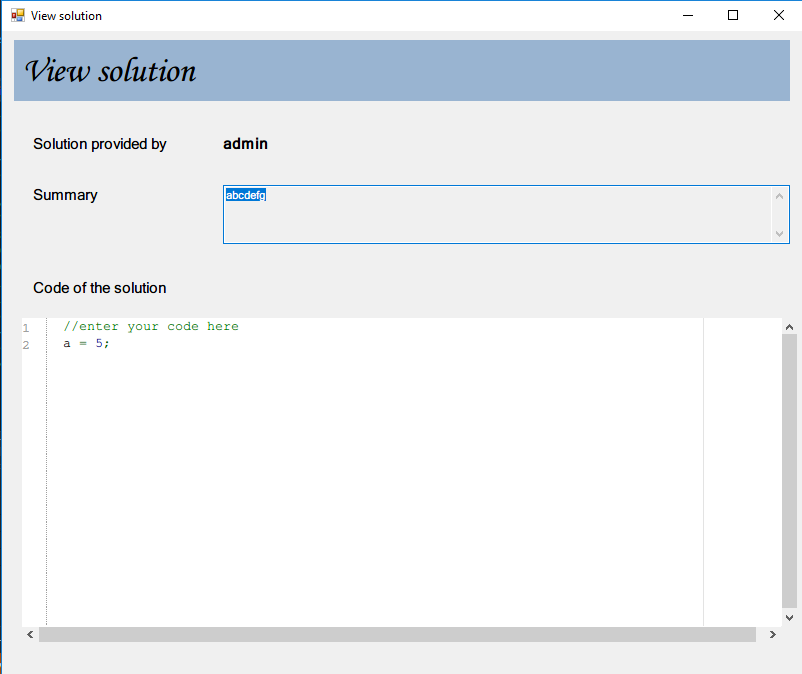 View solution
View solution
Solution provided by admin
Summary abcdefg
Code of the solution
1 //enter your code here
2 a = 5;